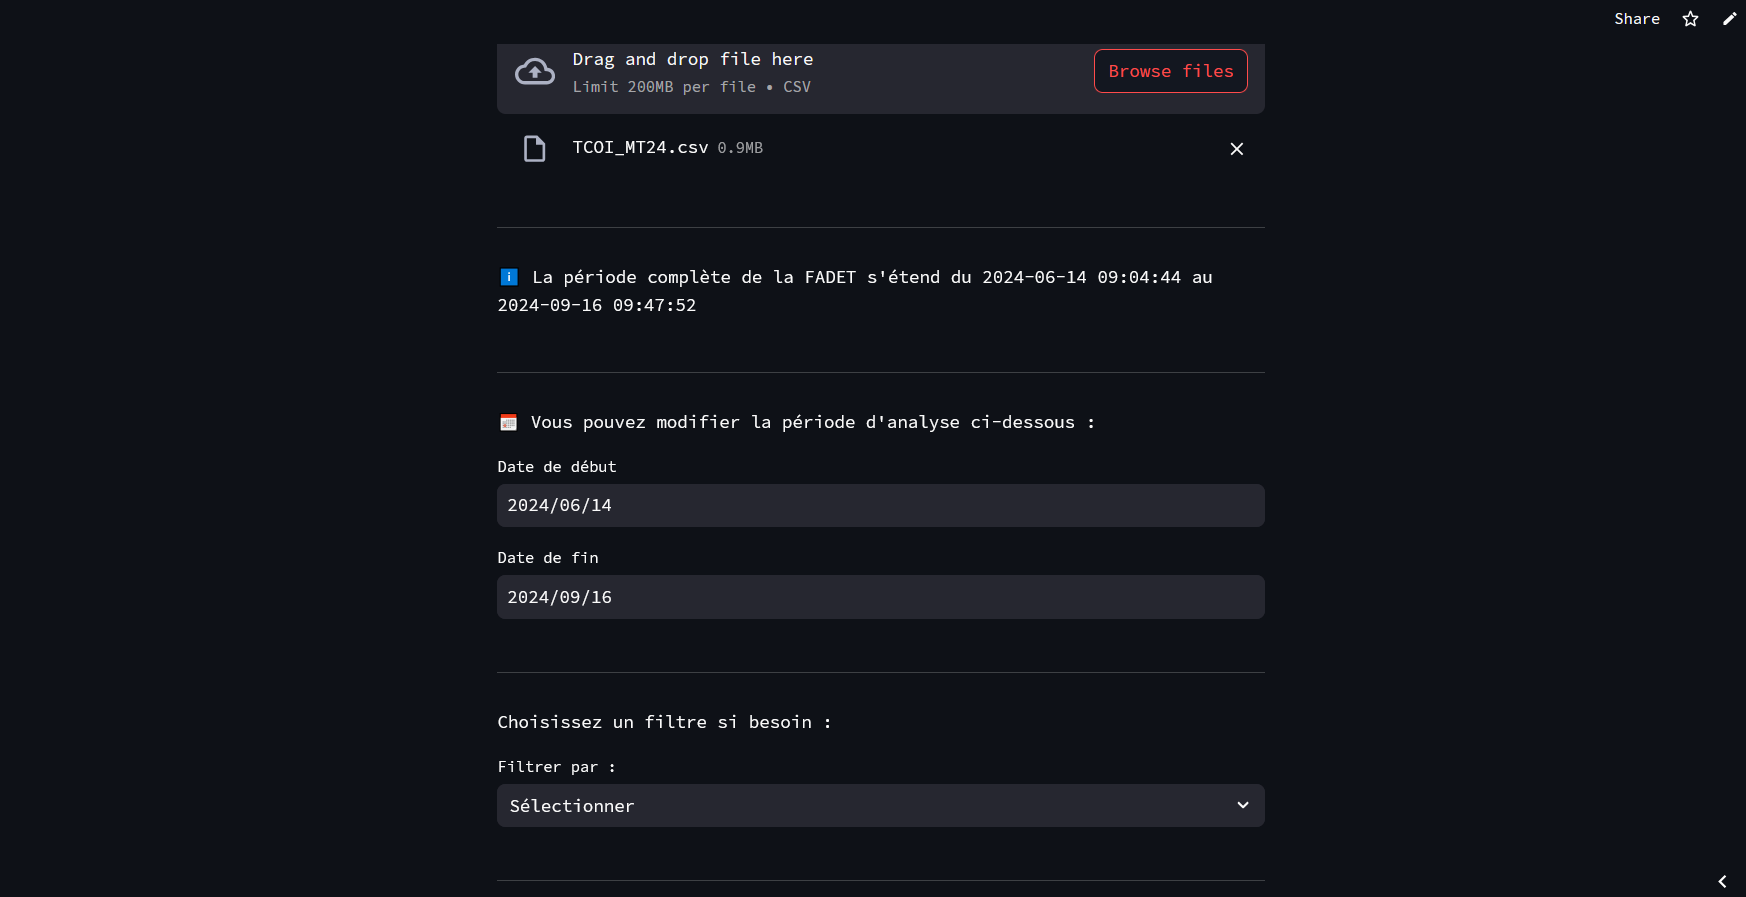 Share
Drag and drop file here
Browse files
Limit 200MB per file • CSV
TCOI_MT24.csv 0.9MB
La période complète de la FADET s'étend du 2024-06-14 09:04:44 au
2024-09-16 09:47:52
Vous pouvez modifier la période d'analyse ci-dessous :
Date de début
2024/06/14
Date de fin
2024/09/16
Choisissez un filtre si besoin :
Filtrer par :
Sélectionner